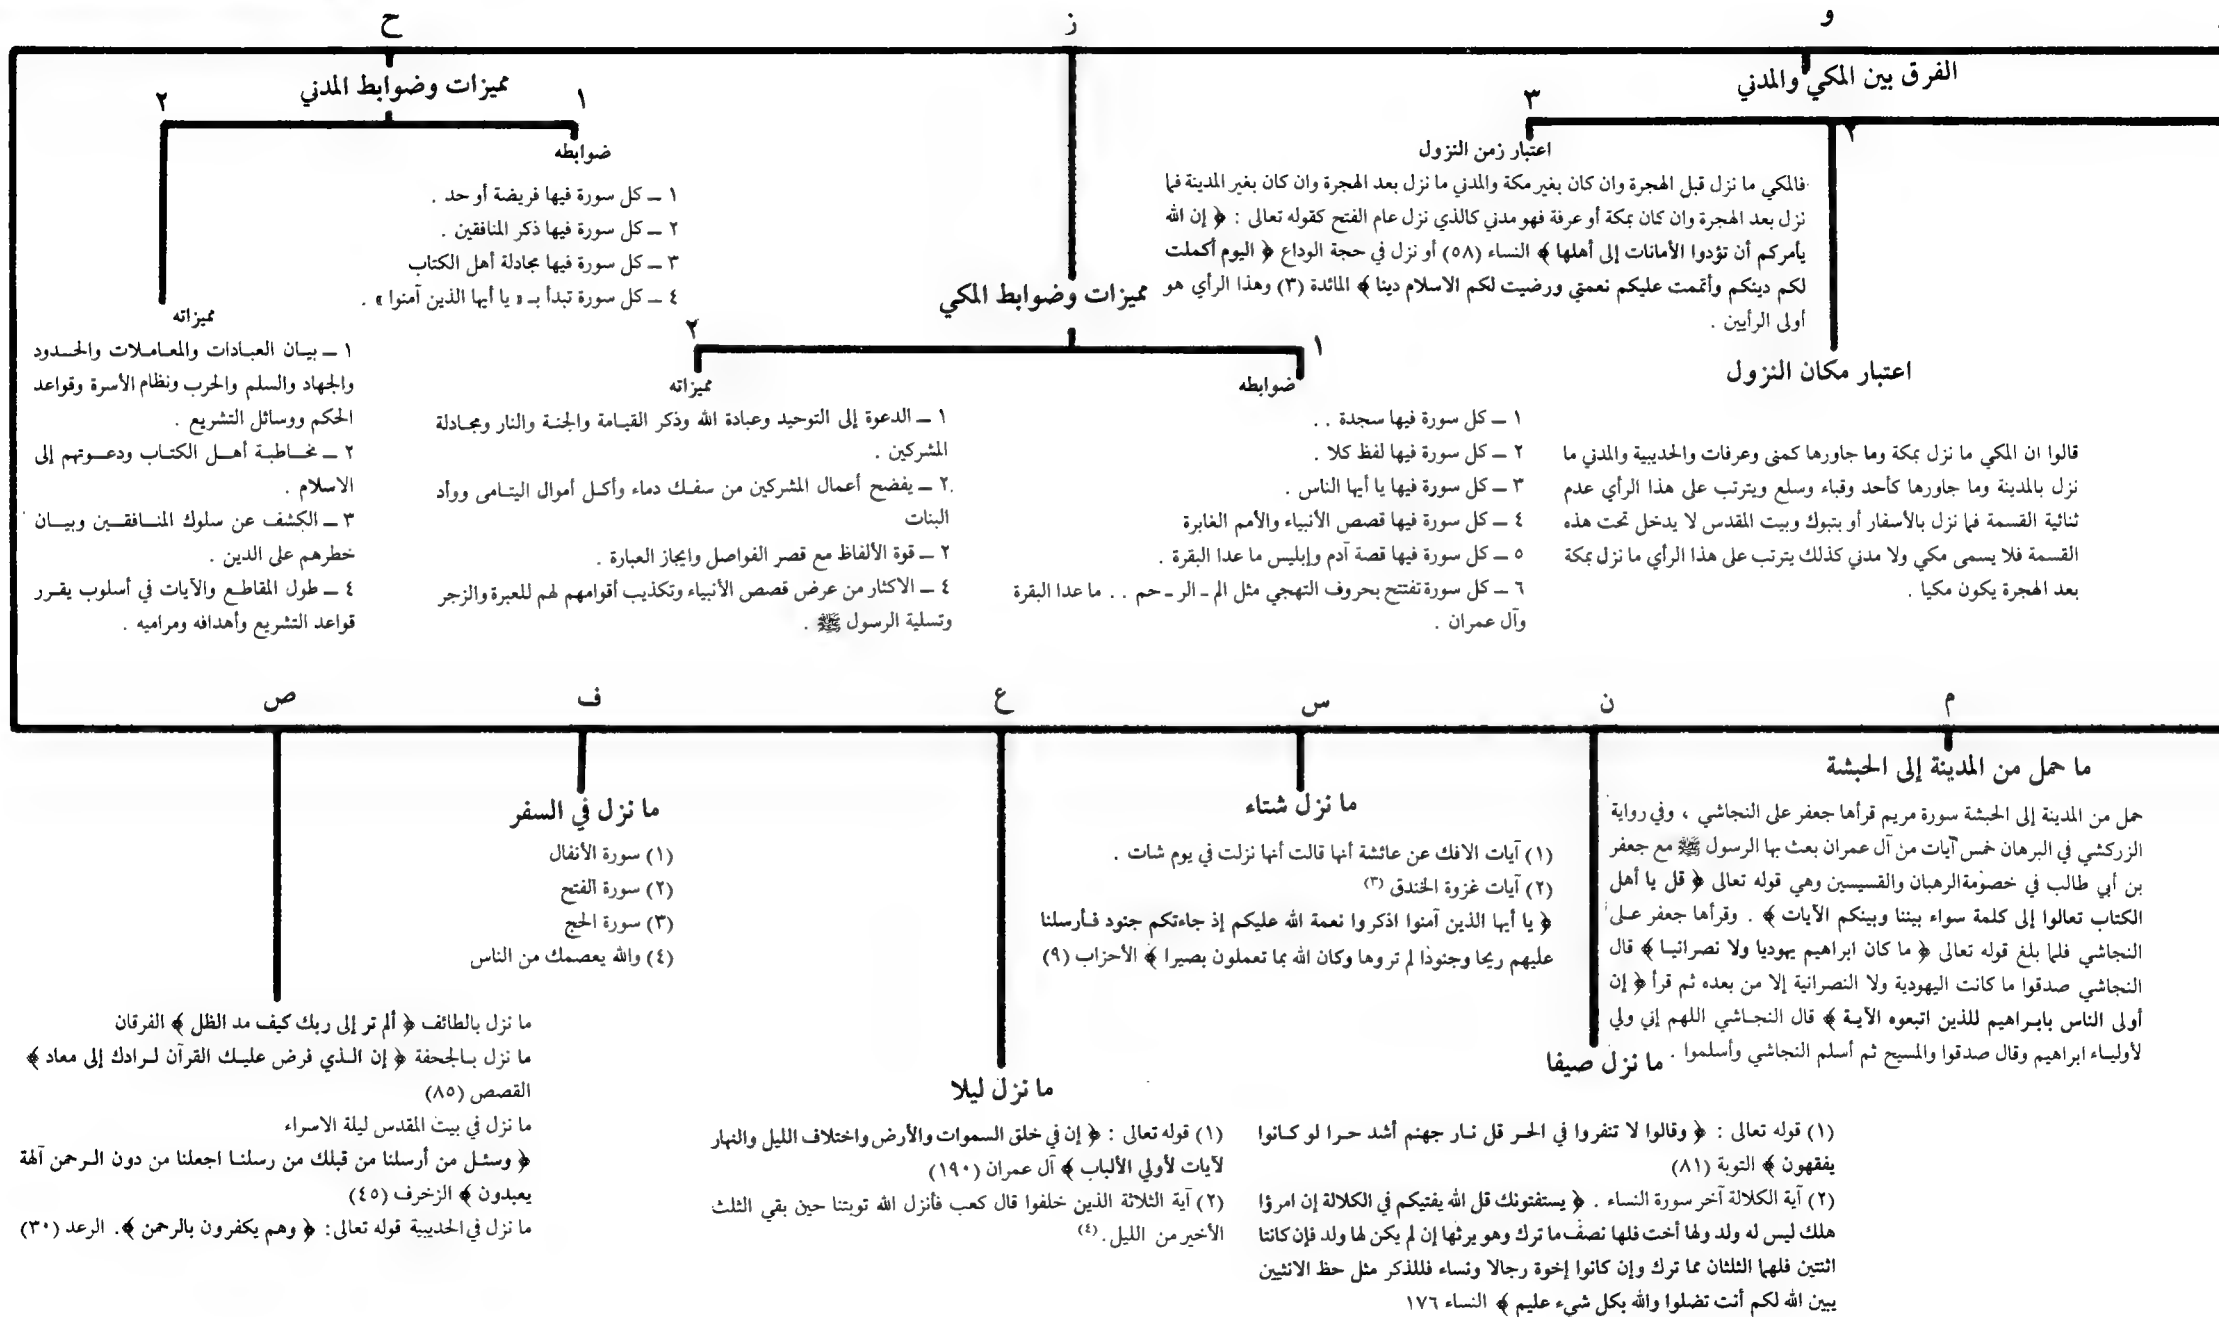 و
الفرق بين المكي والمدني
٣
٢
اعتبار زمن النزول
فالمكي ما نزل قبل الهجرة وان كان بغير مكة والمدني ما نزل بعد الهجرة وان كان بغير المدينة فما
نزل بعد الهجرة وان كان بمكة أو عرفة فهو مدني كالذي نزل عام الفتح كقوله تعالى : ﴿ إن الله
يأمركم أن تؤدوا الأمانات إلى أهلها ﴾ النساء (٥٨) أو نزل في حجة الوداع ﴿ اليوم أكملت
لكم دينكم وأتممت عليكم نعمتي ورضيت لكم الاسلام دينا ﴾ المائدة (٣) وهذا الرأي هو
أولى الرأيين .
اعتبار مكان النزول
قالوا ان المكي ما نزل بمكة وما جاورها كمنى وعرفات والحديبية والمدني ما
نزل بالمدينة وما جاورها كأحد وقباء وسلع ويترتب على هذا الرأي عدم
ثنائية القسمة فما نزل بالأسفار أو بتبوك وبيت المقدس لا يدخل تحت هذه
القسمة فلا يسمى مكي ولا مدني كذلك يترتب على هذا الرأي ما نزل بمكة
بعد الهجرة يكون مكيا .
ز
مميزات وضوابط المكي
١
ضوابطه
١ ــ كل سورة فيها سجدة . .
٢ ــ كل سورة فيها لفظ كلا .
٣ ــ كل سورة فيها يا أيها الناس .
٤ ــ كل سورة فيها قصص الأنبياء والأمم الغابرة
٥ ــ كل سورة فيها قصة آدم وإبليس ما عدا البقرة .
٦ ــ كل سورة تفتتح بحروف التهجي مثل الم ـ الر ـ حم . . ما عدا البقرة
وآل عمران .
٢
مميزاته
١ ــ الدعوة إلى التوحيد وعبادة الله وذكر القيامة والجنة والنار ومجادلة
المشركين .
٢ ــ يفضح أعمال المشركين من سفك دماء وأكل أموال اليتامى ووأد
البنات
٢ ــ قوة الألفاظ مع قصر الفواصل وايجاز العبارة .
٤ ــ الاكثار من عرض قصص الأنبياء وتكذيب أقوامهم لهم للعبرة والزجر
وتسلية الرسول ﷺ .
ح
مميزات وضوابط المدني
١
ضوابطه
١ ــ كل سورة فيها فريضة أو حد .
٢ ــ كل سورة فيها ذكر المنافقين .
٣ ــ كل سورة فيها مجادلة أهل الكتاب
٤ ــ كل سورة تبدأ بـ « يا أيها الذين آمنوا » .
٢
مميزاته
١ ــ بيان العبادات والمعاملات والحدود
والجهاد والسلم والحرب ونظام الأسرة وقواعد
الحكم ووسائل التشريع .
٢ ــ مخاطبة أهل الكتاب ودعوتهم إلى
الاسلام .
٣ ــ الكشف عن سلوك المنافقين وبيان
خطرهم على الدين .
٤ ــ طول المقاطع والآيات في أسلوب يقرر
قواعد التشريع وأهدافه ومراميه .
م
ما حمل من المدينة إلى الحبشة
حمل من المدينة إلى الحبشة سورة مريم قرأها جعفر على النجاشي ، وفي رواية
الزركشي في البرهان خمس آيات من آل عمران بعث بها الرسول ﷺ مع جعفر
بن أبي طالب في خصومة الرهبان والقسيسين وهي قوله تعالى ﴿ قل يا أهل
الكتاب تعالوا إلى كلمة سواء بيننا وبينكم الآيات ﴾ . وقرأها جعفر على
النجاشي فلما بلغ قوله تعالى ﴿ ما كان ابراهيم يهوديا ولا نصرانيا ﴾ قال
النجاشي صدقوا ما كانت اليهودية ولا النصرانية إلا من بعده ثم قرأ ﴿ إن
أولى الناس بابراهيم للذين اتبعوه الآية ﴾ قال النجاشي اللهم إني ولي
لأولياء ابراهيم وقال صدقوا والمسيح ثم أسلم النجاشي وأسلموا .
ن
ما نزل صيفا
(١) قوله تعالى : ﴿ وقالوا لا تنفروا في الحر قل نار جهنم أشد حرا لو كانوا
يفقهون ﴾ التوبة (٨١)
(٢) آية الكلالة آخر سورة النساء . ﴿ يستفتونك قل الله يفتيكم في الكلالة إن امرؤا
هلك ليس له ولد ولها أخت فلها نصف ما ترك وهو يرثها إن لم يكن لها ولد فإن كانتا
اثنتين فلهما الثلثان مما ترك وإن كانوا إخوة رجالا ونساء فللذكر مثل حظ الانثيين
يبين الله لكم أنت تضلوا والله بكل شيء عليم ﴾ النساء ١٧٦
س
ما نزل شتاء
(١) آيات الافك عن عائشة أنها قالت أنها نزلت في يوم شات .
(٢) آيات غزوة الخندق (٣)
﴿ يا أيها الذين آمنوا اذكروا نعمة الله عليكم إذ جاءتكم جنود فأرسلنا
عليهم ريحا وجنودا لم تروها وكان الله بما تعملون بصيرا ﴾ الأحزاب (٩)
ع
ما نزل ليلا
(١) قوله تعالى : ﴿ إن في خلق السموات والأرض واختلاف الليل والنهار
لآيات لأولي الألباب ﴾ آل عمران (١٩٠)
(٢) آية الثلاثة الذين خلفوا قال كعب فأنزل الله توبتنا حين بقي الثلث
الأخير من الليل . (٤)
ف
ما نزل في السفر
(١) سورة الأنفال
(٢) سورة الفتح
(٣) سورة الحج
(٤) والله يعصمك من الناس
ص
ما نزل بالطائف ﴿ ألم تر إلى ربك كيف مد الظل ﴾ الفرقان
ما نزل بالجحفة ﴿ إن الذي فرض عليك القرآن لرادك إلى معاد ﴾
القصص (٨٥)
ما نزل في بيت المقدس ليلة الاسراء
﴿ وسئل من أرسلنا من قبلك من رسلنا اجعلنا من دون الرحمن آلهة
يعبدون ﴾ الزخرف (٤٥)
ما نزل في الحديبية قوله تعالى : ﴿ وهم يكفرون بالرحمن ﴾ . الرعد (٣٠)